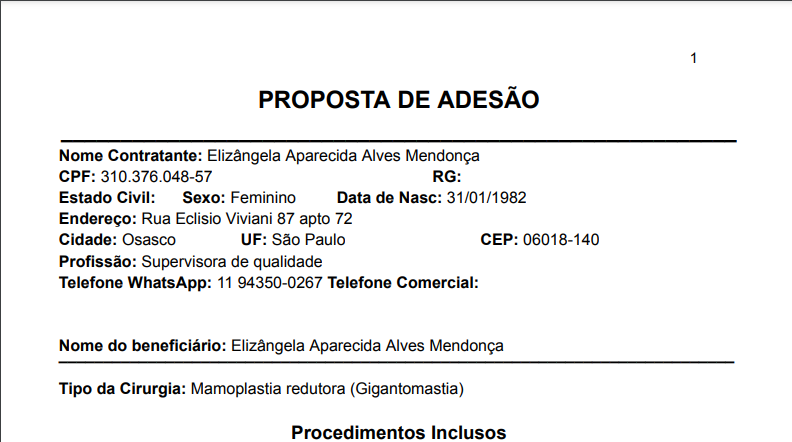 1
PROPOSTA DE ADESÃO
Nome Contratante: Elizângela Aparecida Alves Mendonça
CPF: 310.376.048-57 RG:
Estado Civil: Sexo: Feminino Data de Nasc: 31/01/1982
Endereço: Rua Eclisio Viviani 87 apto 72
Cidade: Osasco UF: São Paulo CEP: 06018-140
Profissão: Supervisora de qualidade
Telefone WhatsApp: 11 94350-0267 Telefone Comercial:
Nome do beneficiário: Elizângela Aparecida Alves Mendonça
Tipo da Cirurgia: Mamoplastia redutora (Gigantomastia)
Procedimentos Inclusos